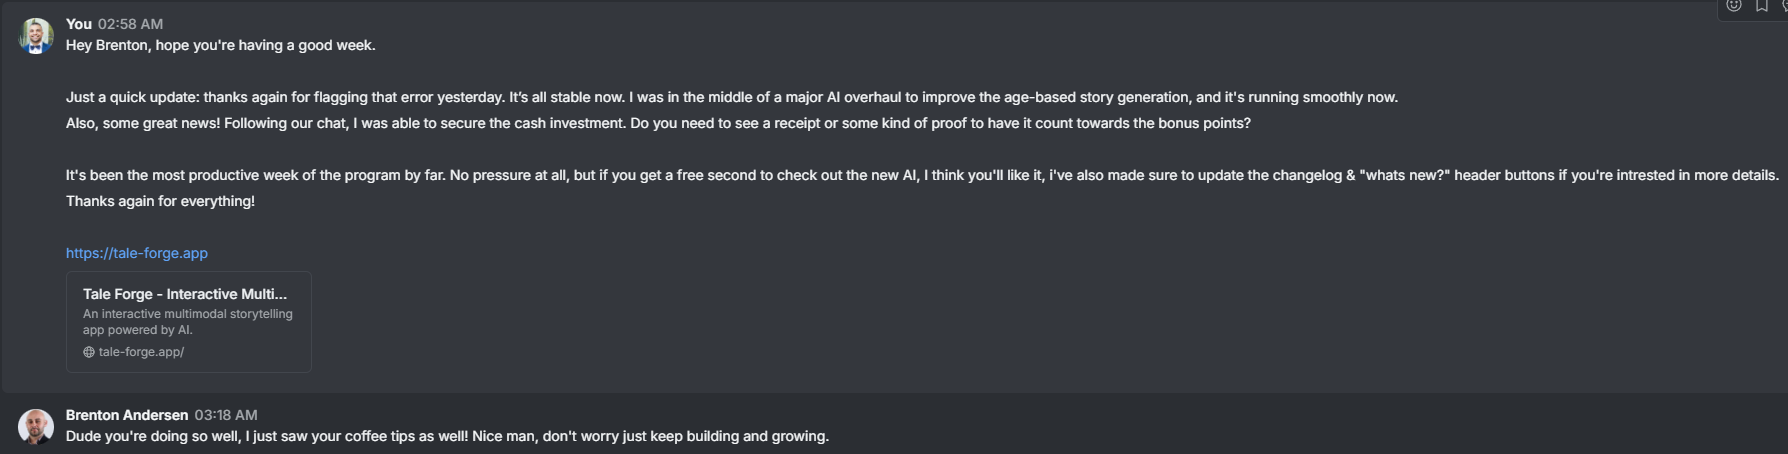 You 02:58 AM
Hey Brenton, hope you're having a good week.
Just a quick update: thanks again for flagging that error yesterday. It’s all stable now. I was in the middle of a major AI overhaul to improve the age-based story generation, and it's running smoothly now.
Also, some great news! Following our chat, I was able to secure the cash investment. Do you need to see a receipt or some kind of proof to have it count towards the bonus points?
It's been the most productive week of the program by far. No pressure at all, but if you get a free second to check out the new AI, I think you'll like it, i've also made sure to update the changelog & "whats new?" header buttons if you're intrested in more details.
Thanks again for everything!
https://tale-forge.app
Tale Forge - Interactive Multi...
An interactive multimodal storytelling
app powered by AI.
tale-forge.app/
Brenton Andersen 03:18 AM
Dude you're doing so well, I just saw your coffee tips as well! Nice man, don't worry just keep building and growing.